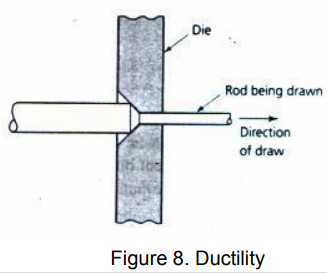 Die
Rod being drawn
Direction
of draw
Figure 8. Ductility